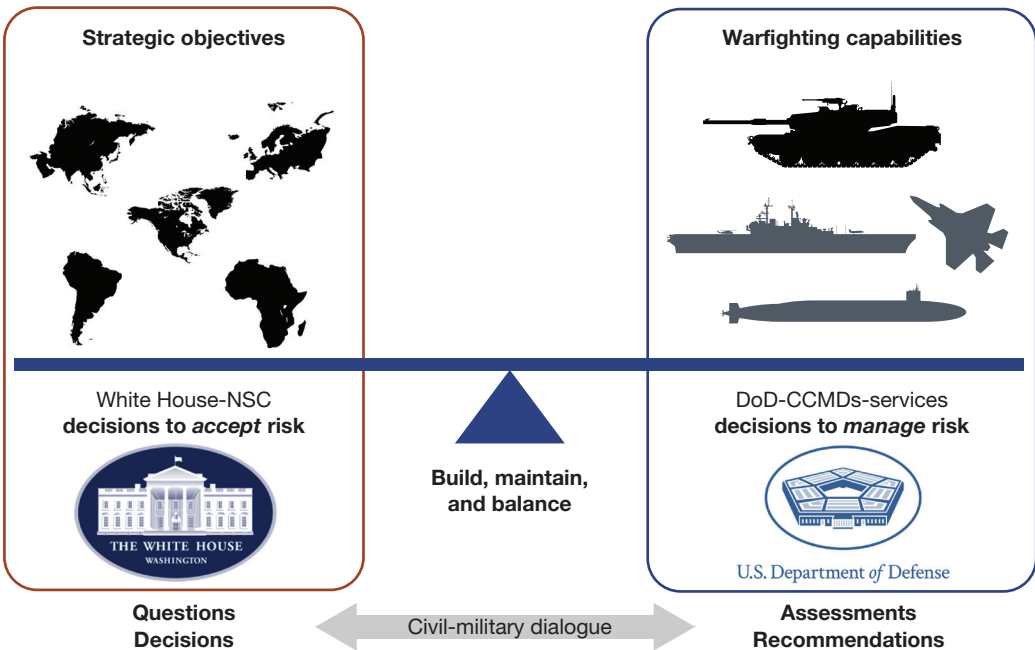 Strategic objectives
White House-NSC
decisions to accept risk
THE WHITE HOUSE
WASHINGTON
Questions
Decisions
Build, maintain,
and balance
Civil-military dialogue
Warfighting capabilities
DoD-CCMDs-services
decisions to manage risk
U.S. Department of Defense
Assessments
Recommendations